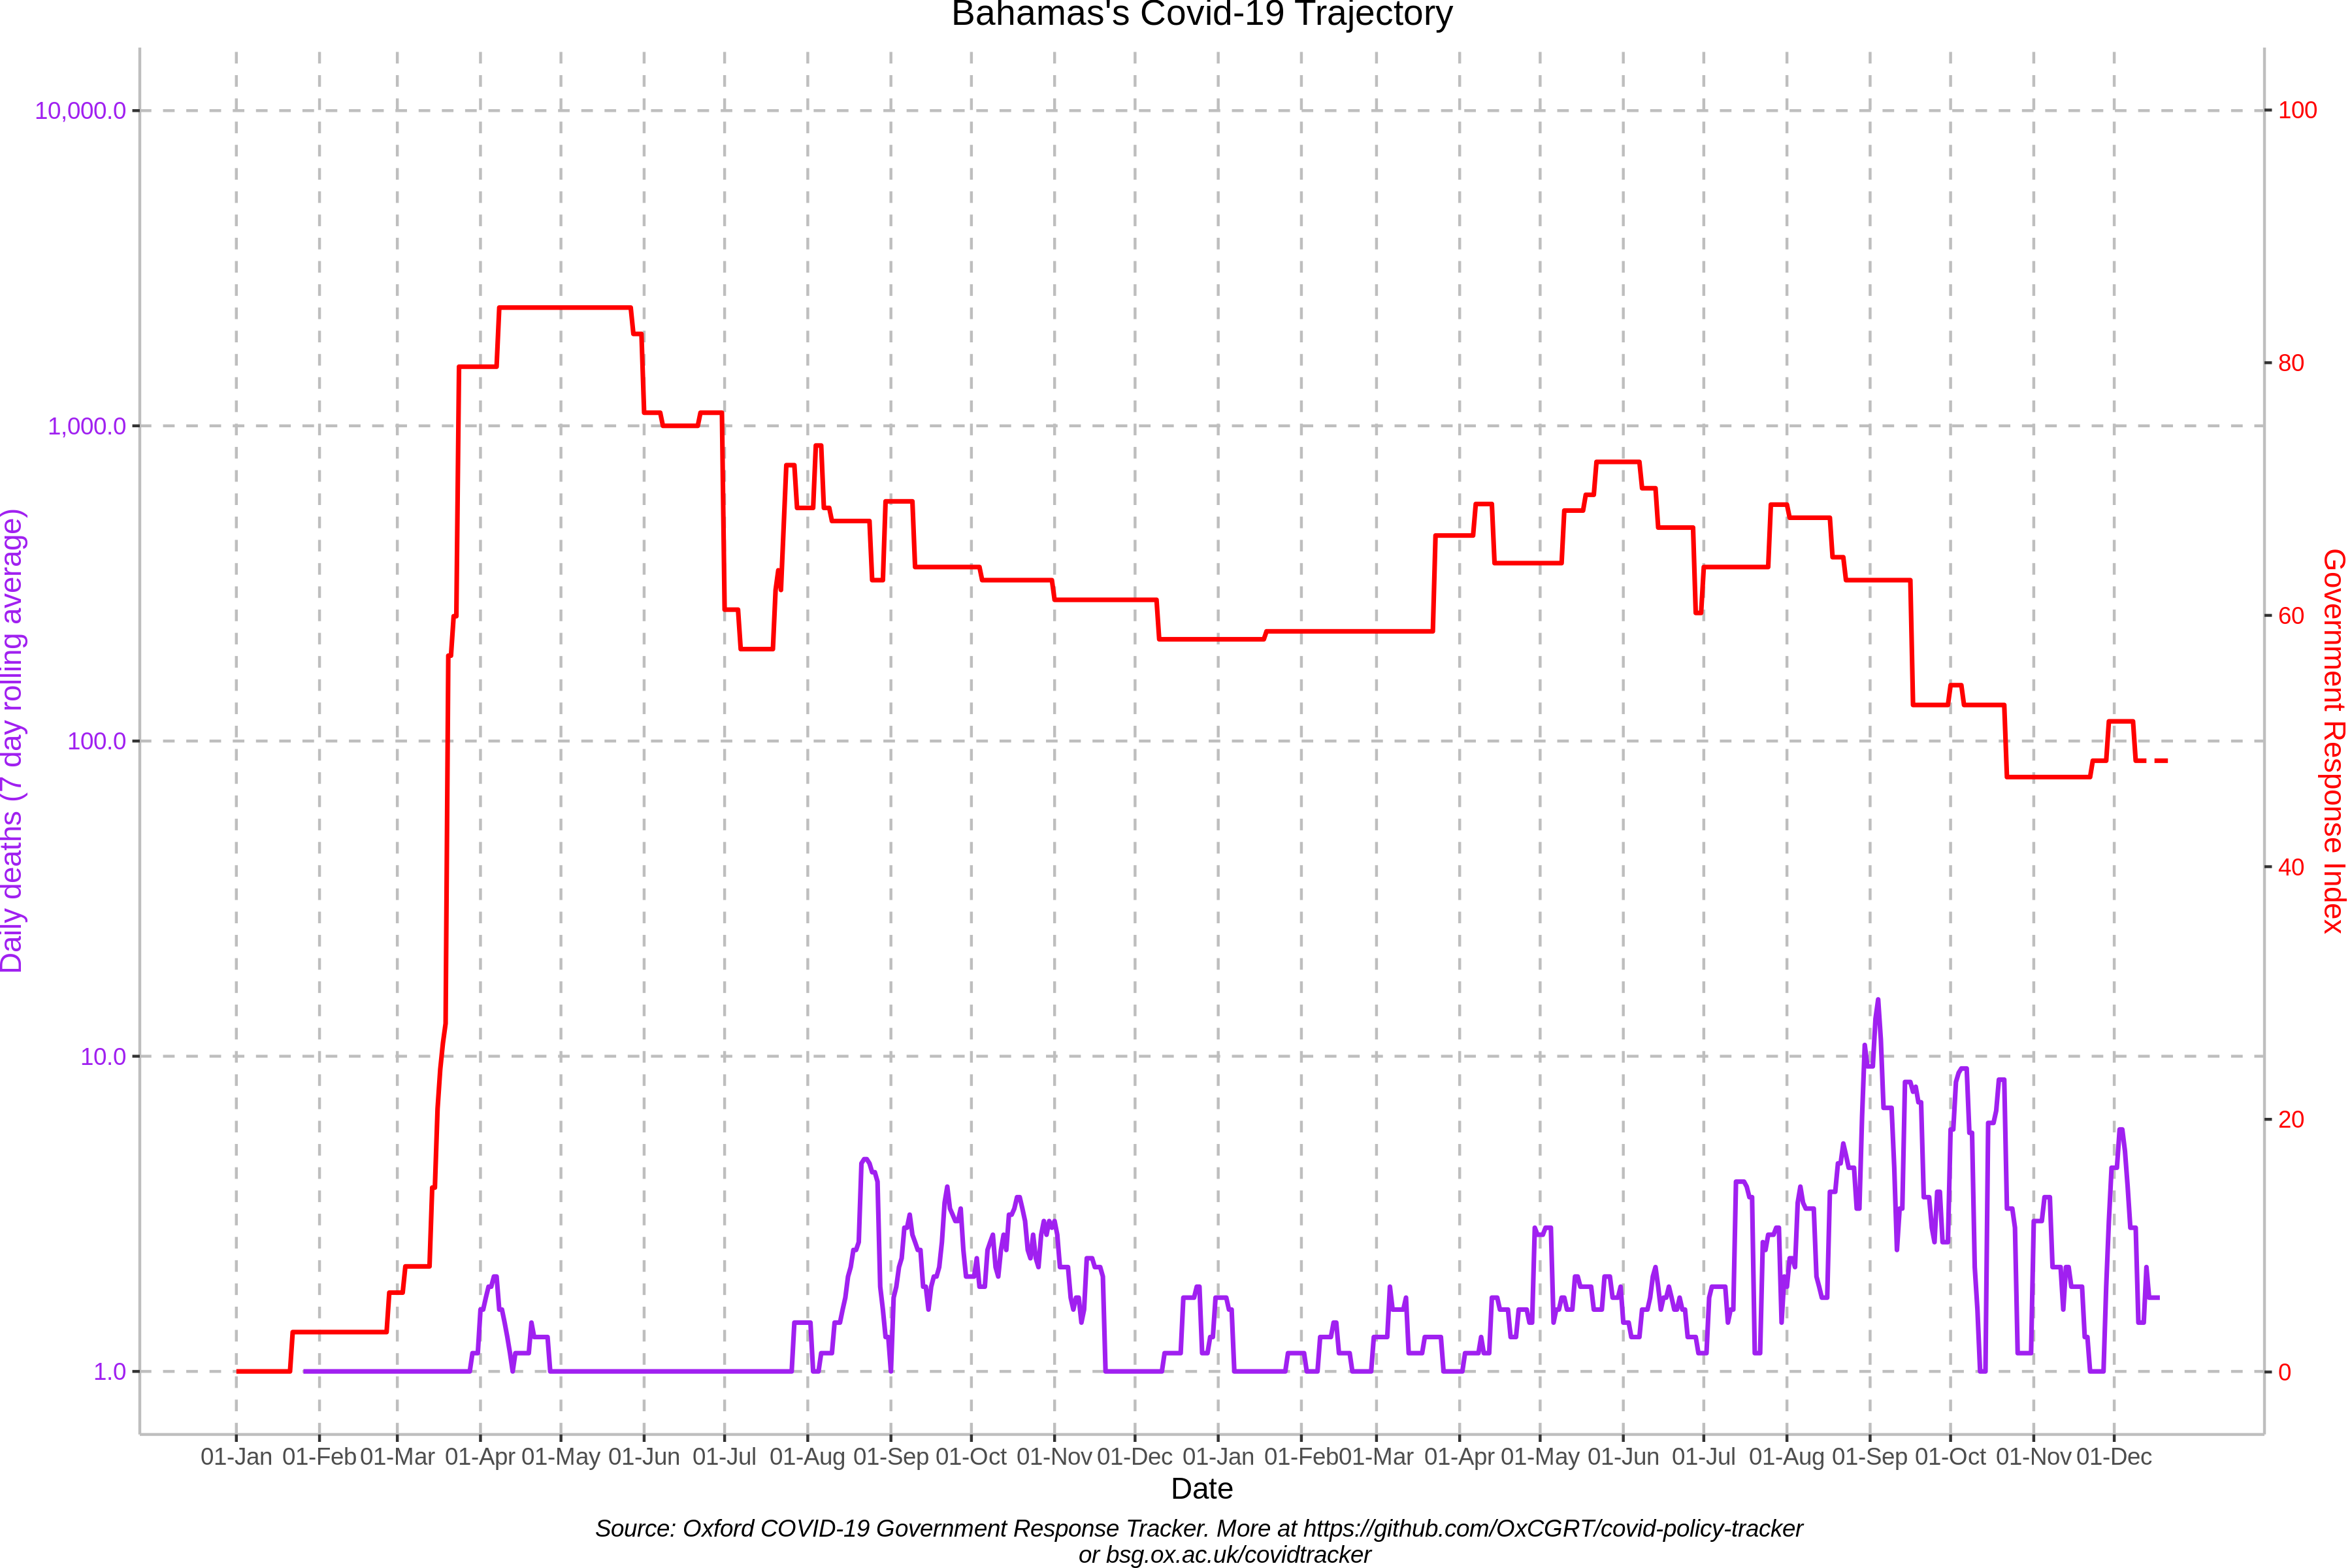 Bahamas's Covid-19 Trajectory
10,000.0
1,000.0
100.0
10.0
1.0
Daily deaths (7 day rolling average)
100
80
60
40
20
0
Government Response Index
01-Jan 01-Feb 01-Mar 01-Apr 01-May 01-Jun 01-Jul 01-Aug 01-Sep 01-Oct 01-Nov 01-Dec 01-Jan 01-Feb 01-Mar 01-Apr 01-May 01-Jun 01-Jul 01-Aug 01-Sep 01-Oct 01-Nov 01-Dec
Date
Source: Oxford COVID-19 Government Response Tracker. More at https://github.com/OxCGRT/covid-policy-tracker
or bsg.ox.ac.uk/covidtracker